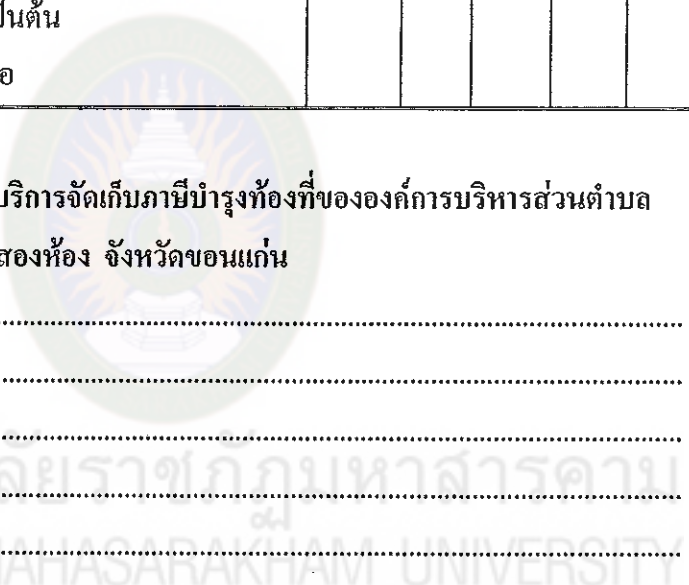 ป็นต้น
อ
บริการจัดเก็บภาษีบำรุงท้องที่ขององค์การบริหารส่วนตำบล
สองห้อง จังหวัดขอนแก่น
................................................................
................................................................
................................................................
ลัยราชภัฏมหาสารคาม
................................................................
................................................................
MAHASARAKHAM UNIVERSITY